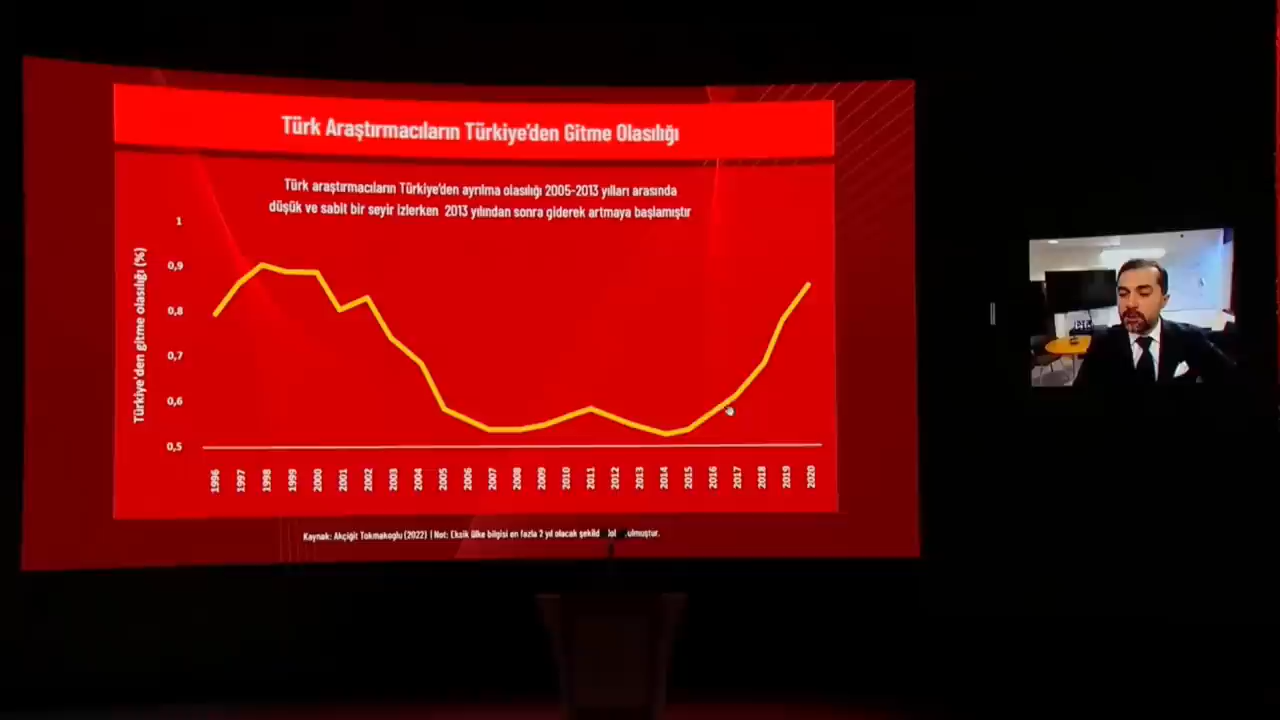 Türk Araştırmacıların Türkiye'den Gitme Olasılığı
Türk araştırmacıların Türkiye'den ayrılma olasılığı 2005-2013 yılları arasında
düşük ve sabit bir seyir izlerken 2013 yılından sonra giderek artmaya başlamıştır
Türkiye'den gitme olasılığı (%)
1
0,9
0,8
0,7
0,6
0,5
1996 1997 1998 1999 2000 2001 2002 2003 2004 2005 2006 2007 2008 2009 2010 2011 2012 2013 2014 2015 2016 2017 2018 2019 2020
Kaynak: Akçiğit Tokmakoglu (2022) | Not: Eksik ülke bilgisi en fazla 2 yıl olacak